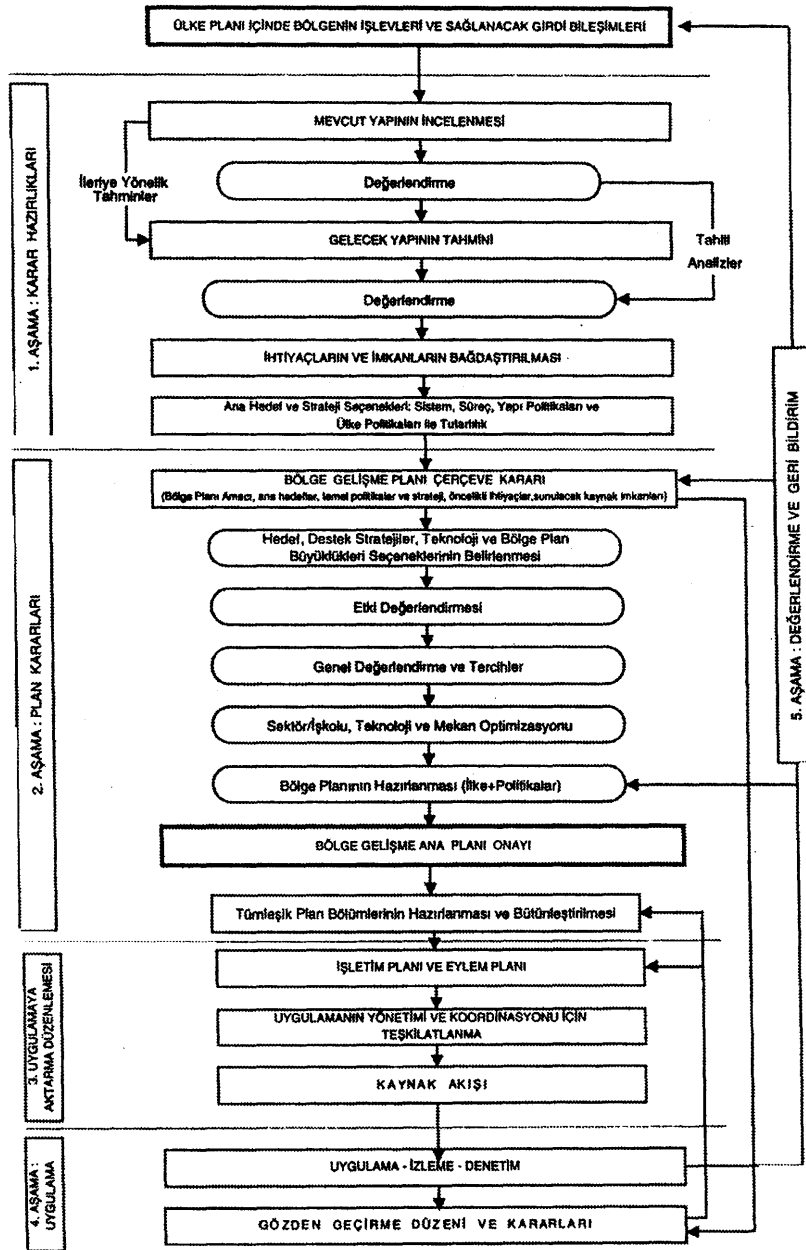 ÜLKE PLANI İÇİNDE BÖLGENİN İŞLEVLERİ VE SAĞLANACAK GİRDİ BİLEŞİMLERİ
1. AŞAMA : KARAR HAZIRLIKLARI
MEVCUT YAPININ İNCELENMESİ
İleriye Yönelik
Tahminler
Değerlendirme
GELECEK YAPININ TAHMİNİ
Tahlil
Analizler
Değerlendirme
İHTİYAÇLARIN VE İMKANLARIN BAĞDAŞTIRILMASI
Ana Hedef ve Strateji Seçenekleri: Sistem, Süreç, Yapı Politikaları ve
Ülke Politikaları ile Tutarlılık
2. AŞAMA : PLAN KARARLARI
BÖLGE GELİŞME PLANI ÇERÇEVE KARARI
(Bölge Planı Amacı, ana hedefler, temel politikalar ve strateji, öncelikli ihtiyaçlar,sunulacak kaynak imkanları)
Hedef, Destek Stratejiler, Teknoloji ve Bölge Plan
Büyüklükleri Seçeneklerinin Belirlenmesi
Etki Değerlendirmesi
Genel Değerlendirme ve Tercihler
Sektör/İşkolu, Teknoloji ve Mekan Optimizasyonu
Bölge Planının Hazırlanması (İlke+Politikalar)
BÖLGE GELİŞME ANA PLANI ONAYI
Tümleşik Plan Bölümlerinin Hazırlanması ve Bütünleştirilmesi
3. UYGULAMAYA
AKTARMA DÜZENLEMESİ
İŞLETİM PLANI VE EYLEM PLANI
UYGULAMANIN YÖNETİMİ VE KOORDİNASYONU İÇİN
TEŞKİLATLANMA
KAYNAK AKIŞI
4. AŞAMA :
UYGULAMA
UYGULAMA - İZLEME - DENETİM
GÖZDEN GEÇİRME DÜZENİ VE KARARLARI
5. AŞAMA : DEĞERLENDİRME VE GERİ BİLDİRİM